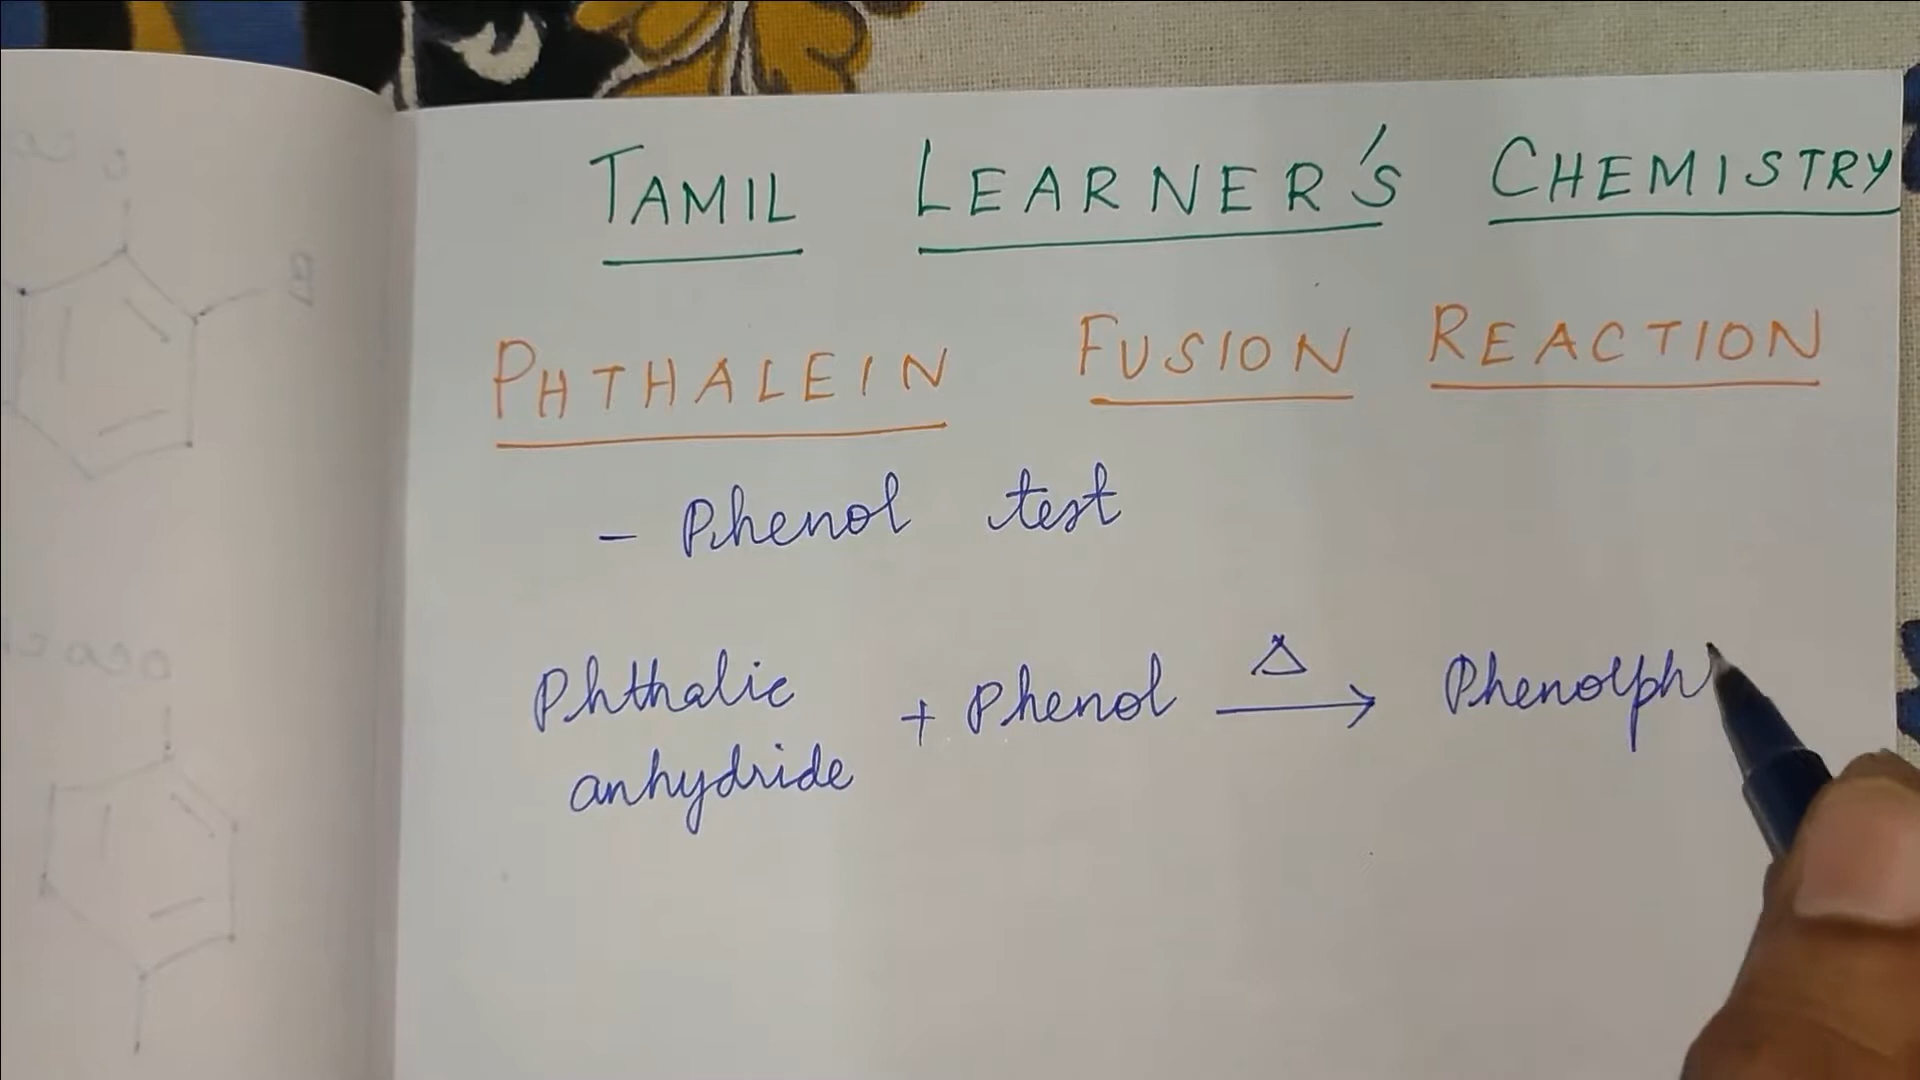 TAMIL LEARNER'S CHEMISTRY
PHTHALEIN FUSION REACTION
- Phenol test
Phthalic + Phenol Δ→ Phenolph
anhydride